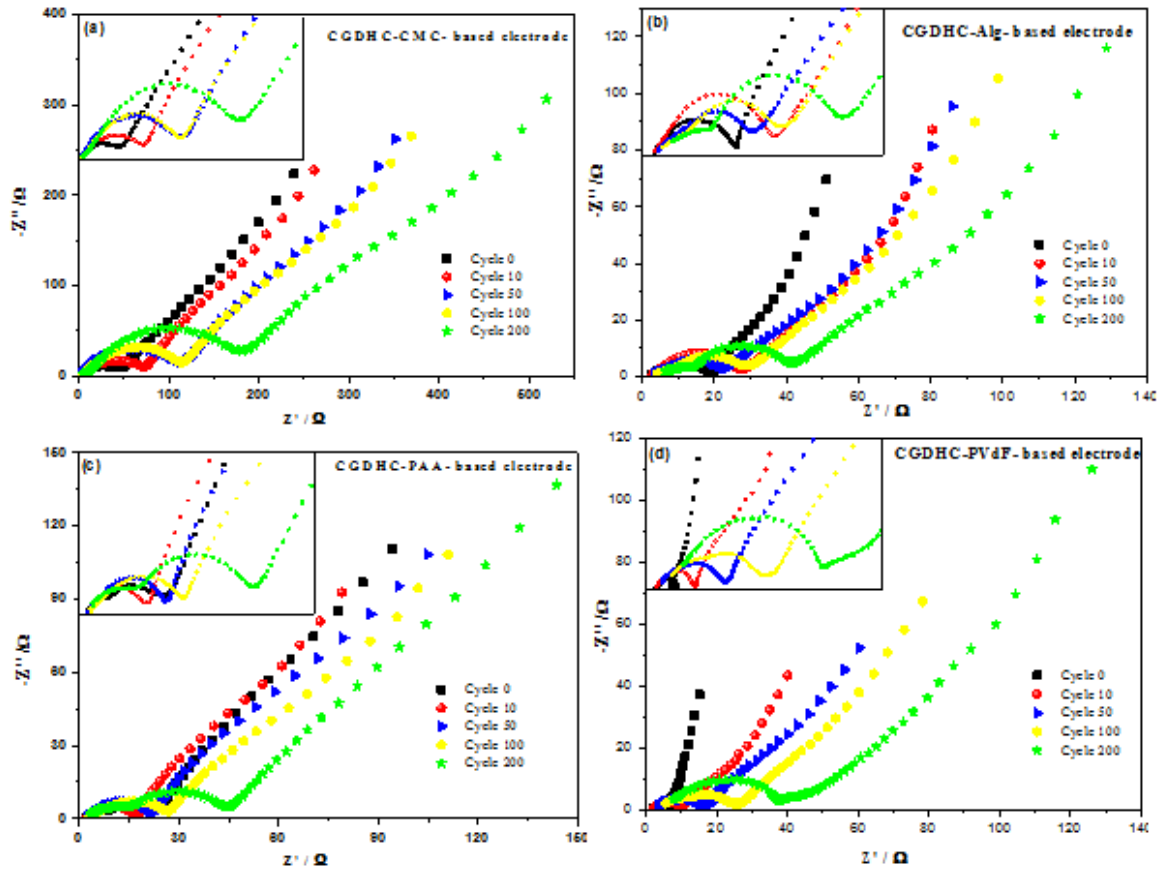 (a)
CGDHC-CMC- based electrode
400
300
200
100
0
-Z''/Ω
Cycle 0
Cycle 10
Cycle 50
Cycle 100
Cycle 200
0 100 200 300 400 500 600
Z' / Ω
(b)
CGDHC-Alg- based electrode
120
100
80
60
40
20
0
-Z''/Ω
Cycle 0
Cycle 10
Cycle 50
Cycle 100
Cycle 200
0 20 40 60 80 100 120 140
Z' / Ω
(c)
CGDHC-PAA- based electrode
150
120
90
60
30
0
-Z''/Ω
Cycle 0
Cycle 10
Cycle 50
Cycle 100
Cycle 200
0 30 60 90 120 150
Z' / Ω
(d)
CGDHC-PVdF- based electrode
120
100
80
60
40
20
0
-Z''/Ω
Cycle 0
Cycle 10
Cycle 50
Cycle 100
Cycle 200
0 20 40 60 80 100 120 140
Z' / Ω